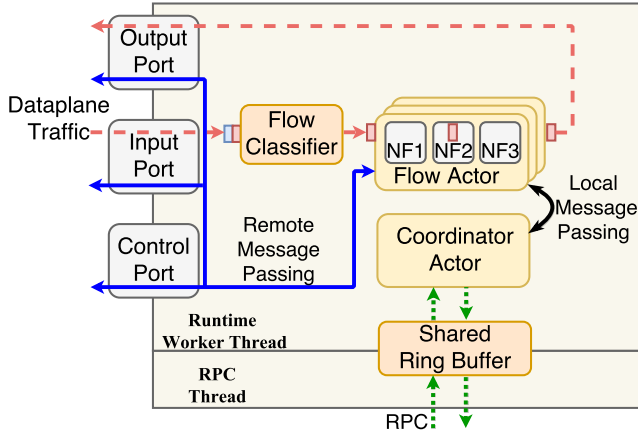 Output
Port
Dataplane
Traffic
Input
Port
Flow
Classifier
NF1
NF2
NF3
Flow Actor
Local
Message
Passing
Control
Port
Remote
Message
Passing
Coordinator
Actor
Runtime
Worker Thread
Shared
Ring Buffer
RPC
Thread
RPC